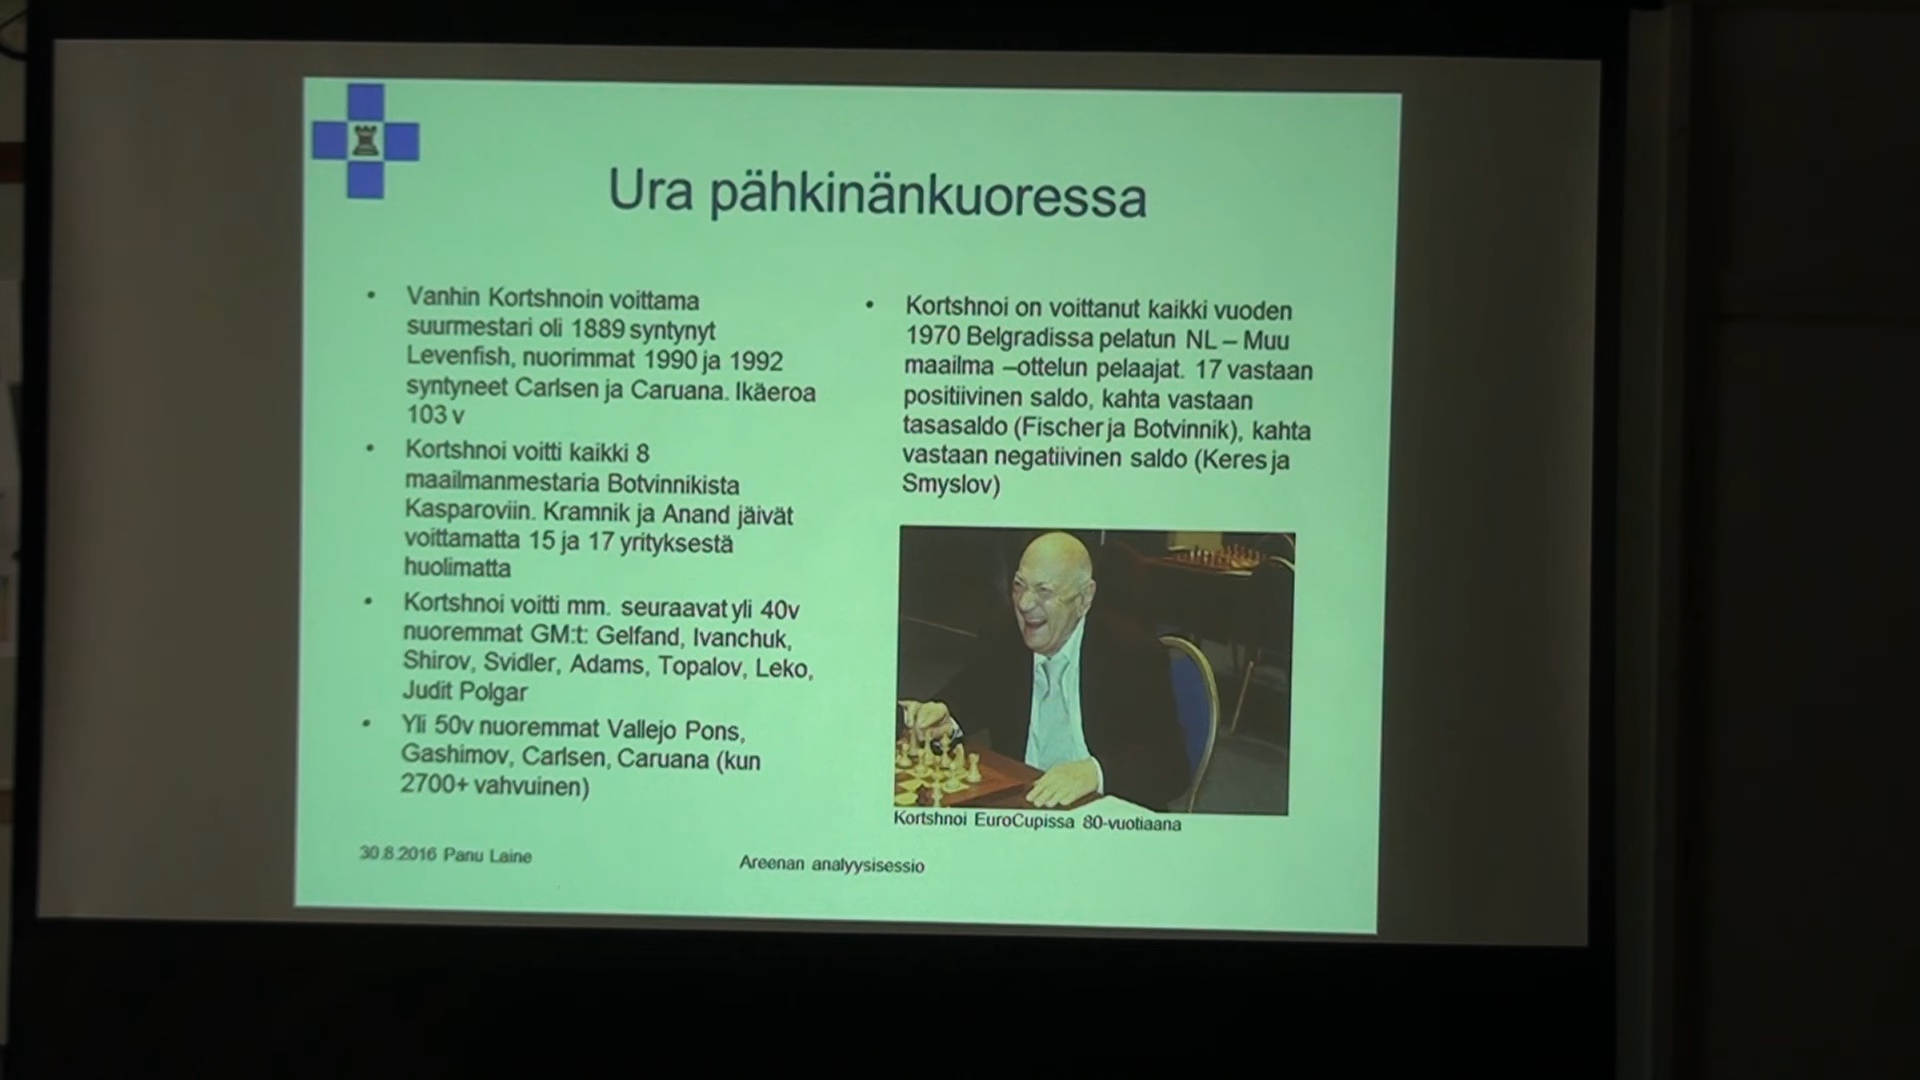 Ura pähkinänkuoressa
• Vanhin Kortshnoin voittama
suurmestari oli 1889 syntynyt
Levenfish, nuorimmat 1990 ja 1992
syntyneet Carlsen ja Caruana. Ikäeroa
103 v
• Kortshnoi voitti kaikki 8
maailmanmestaria Botvinnikista
Kasparoviin. Kramnik ja Anand jäivät
voittamatta 15 ja 17 yrityksestä
huolimatta
• Kortshnoi voitti mm. seuraavat yli 40v
nuoremmat GM:t: Gelfand, Ivanchuk,
Shirov, Svidler, Adams, Topalov, Leko,
Judit Polgar
• Yli 50v nuoremmat Vallejo Pons,
Gashimov, Carlsen, Caruana (kun
2700+ vahvuinen)
• Kortshnoi on voittanut kaikki vuoden
1970 Belgradissa pelatun NL – Muu
maailma –ottelun pelaajat. 17 vastaan
positiivinen saldo, kahta vastaan
tasasaldo (Fischer ja Botvinnik), kahta
vastaan negatiivinen saldo (Keres ja
Smyslov)
Kortshnoi EuroCupissa 80-vuotiaana
30.8.2016 Panu Laine
Areenan analyysisessio